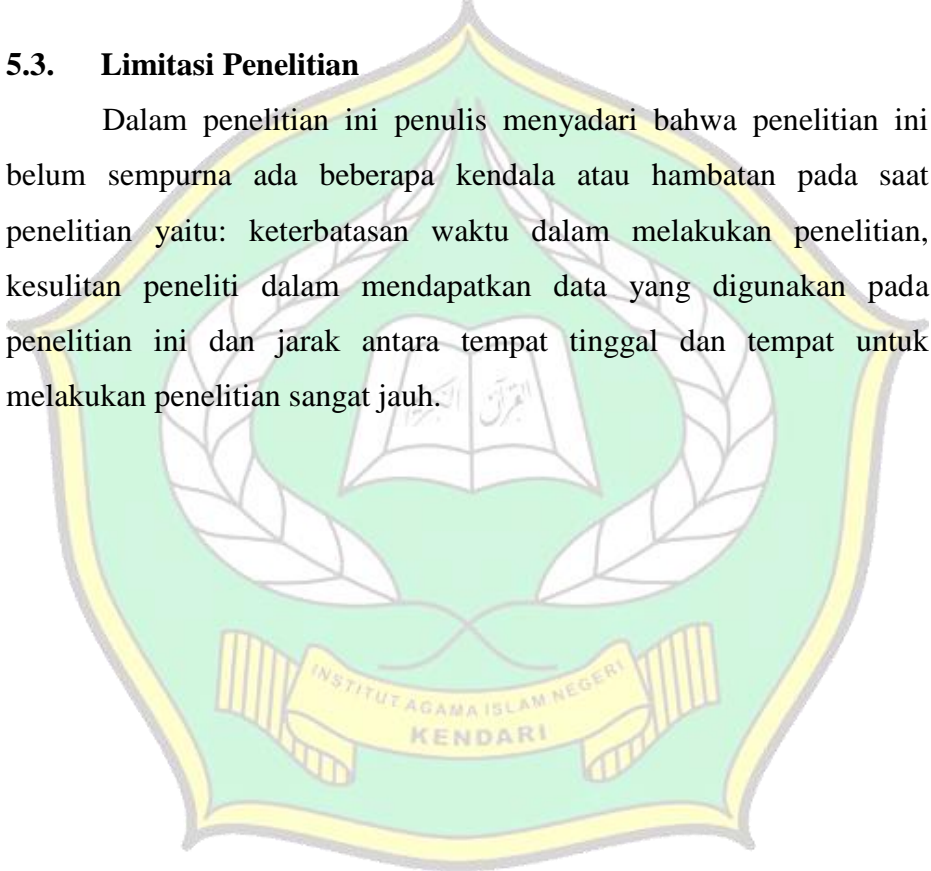 5.3. Limitasi Penelitian
Dalam penelitian ini penulis menyadari bahwa penelitian ini
belum sempurna ada beberapa kendala atau hambatan pada saat
penelitian yaitu: keterbatasan waktu dalam melakukan penelitian,
kesulitan peneliti dalam mendapatkan data yang digunakan pada
penelitian ini dan jarak antara tempat tinggal dan tempat untuk
melakukan penelitian sangat jauh.
القرآن
INSTITUT AGAMA ISLAM NEGERI
KENDARI